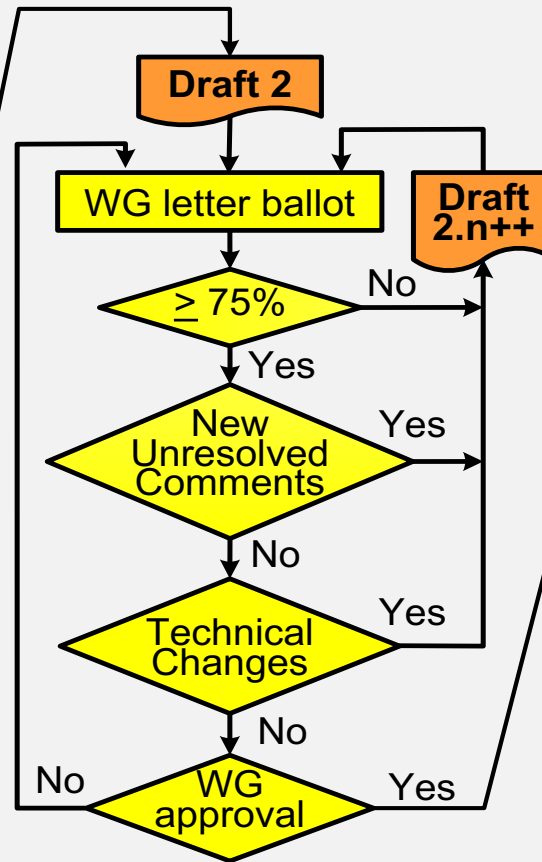 Draft 2
WG letter ballot
Draft
2.n++
≥ 75%
No
Yes
New
Unresolved
Comments
Yes
No
Technical
Changes
Yes
No
WG
approval
No
Yes